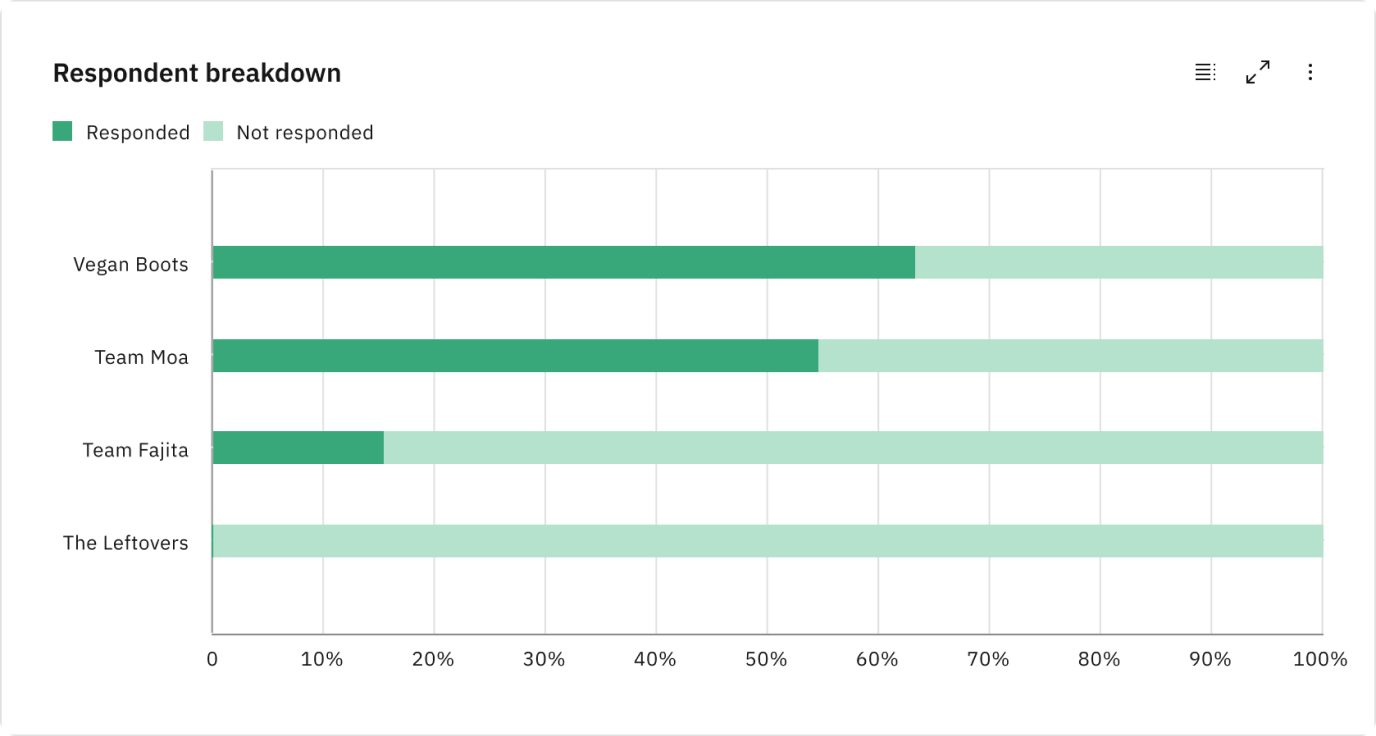 Respondent breakdown
Responded Not responded
Vegan Boots
Team Moa
Team Fajita
The Leftovers
0 10% 20% 30% 40% 50% 60% 70% 80% 90% 100%